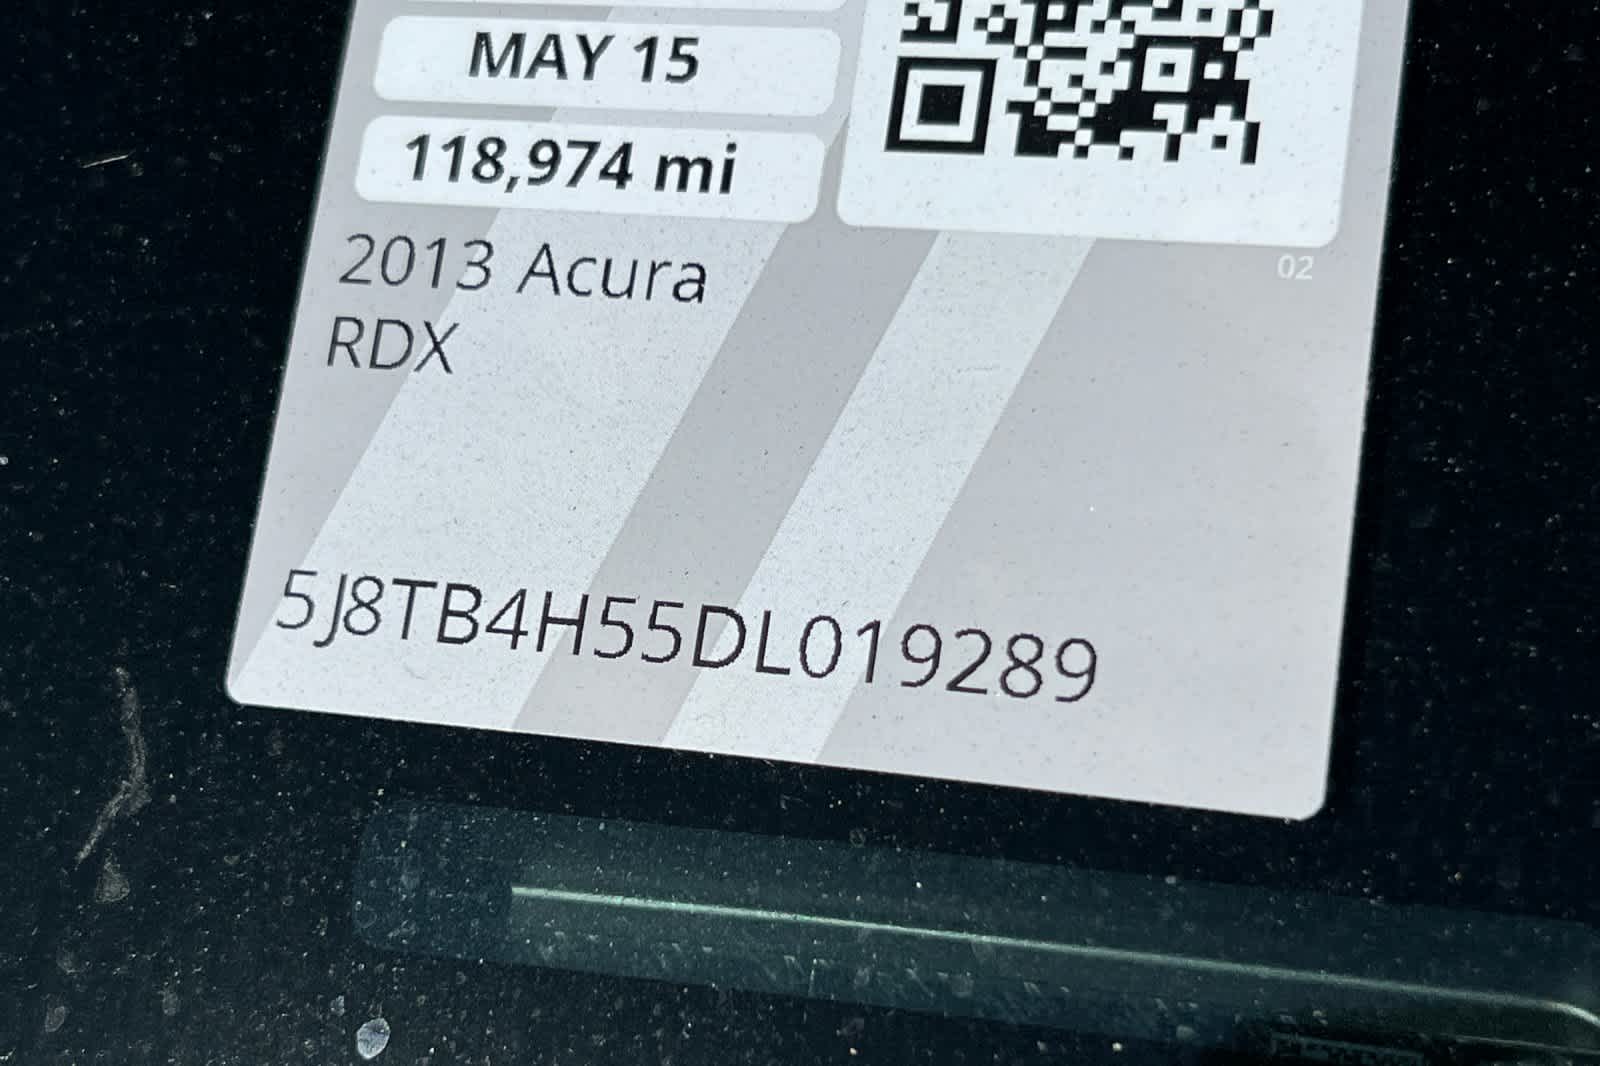 MAY 15
118,974 mi
02
2013 Acura
RDX
5J8TB4H55DL019289